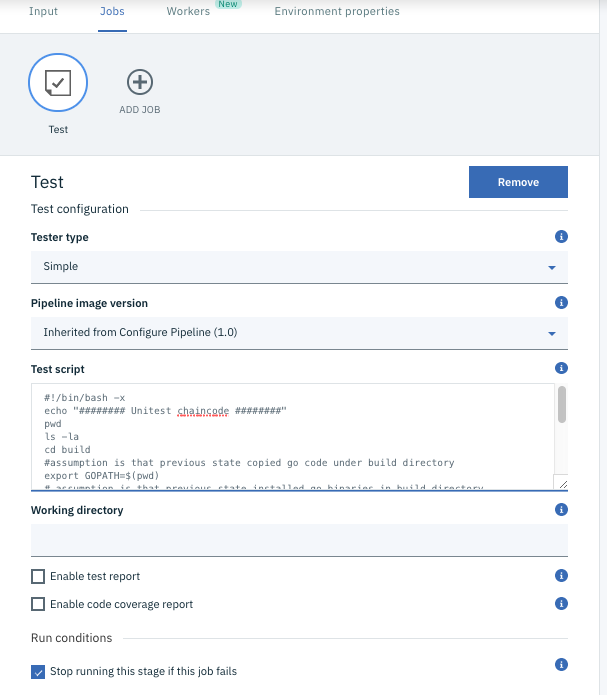 Input Jobs Workers New Environment properties
Test ADD JOB
Test Remove
Test configuration
Tester type
Simple
Pipeline image version
Inherited from Configure Pipeline (1.0)
Test script
#!/bin/bash -x
echo "######## Unitest chaincode ########"
pwd
ls -la
cd build
#assumption is that previous state copied go code under build directory
export GOPATH=$(pwd)
# assumption is that previous state installed go binaries in build directory
Working directory
Enable test report
Enable code coverage report
Run conditions
Stop running this stage if this job fails